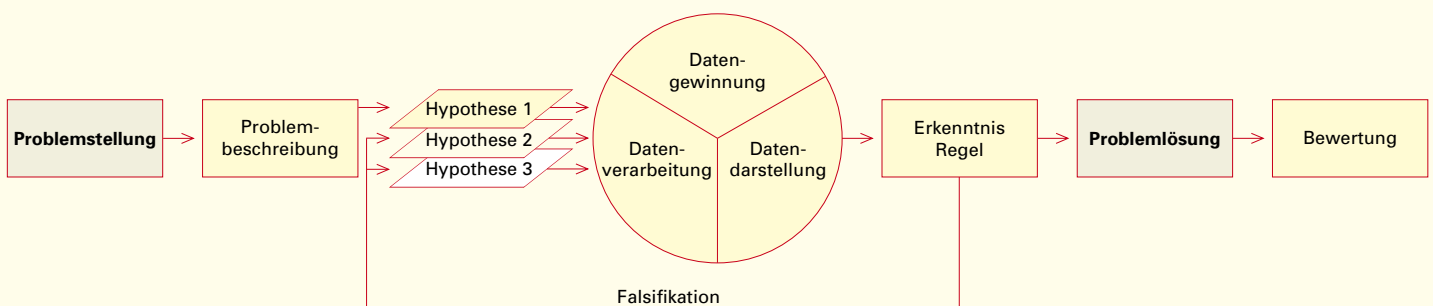 Problemstellung
Problem-
beschreibung
Hypothese 1
Hypothese 2
Hypothese 3
Daten-
gewinnung
Daten-
verarbeitung
Daten-
darstellung
Erkenntnis
Regel
Problemlösung
Bewertung
Falsifikation